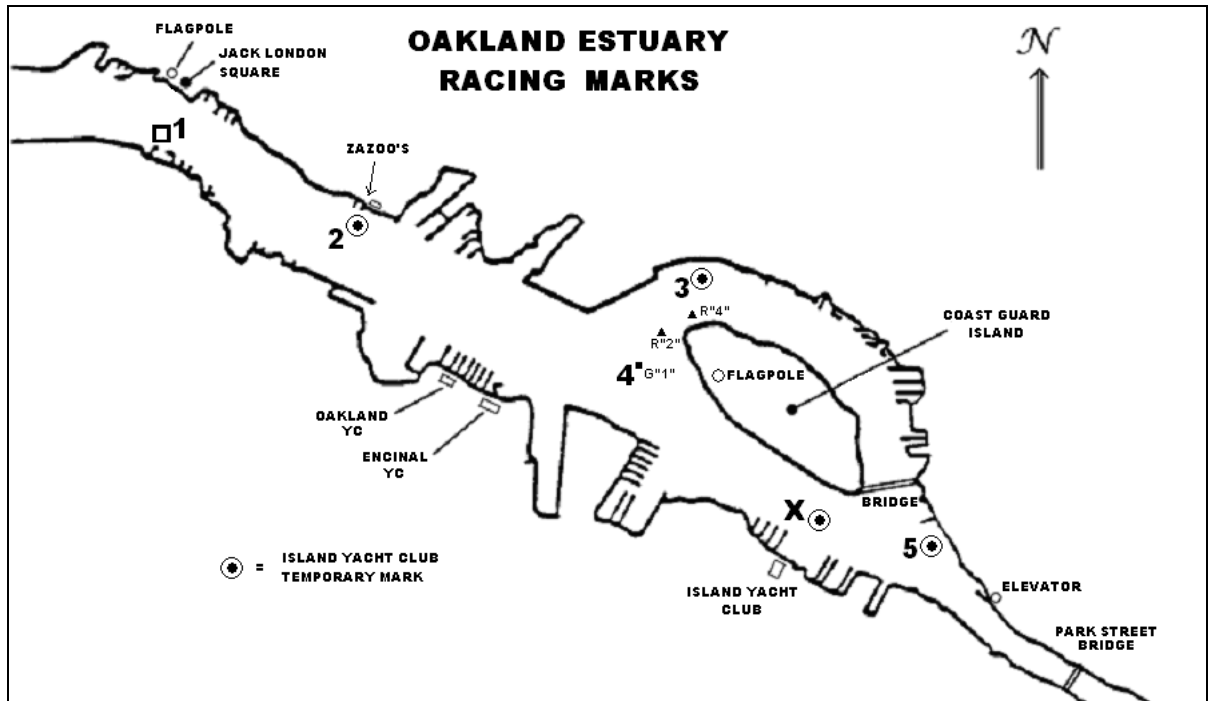 OAKLAND ESTUARY
RACING MARKS
N
FLAGPOLE
JACK LONDON
SQUARE
1
ZAZOO'S
2
3
R"4"
R"2"
4
G"1"
FLAGPOLE
COAST GUARD
ISLAND
OAKLAND
YC
ENCINAL
YC
BRIDGE
X
5
= ISLAND YACHT CLUB
TEMPORARY MARK
ISLAND YACHT
CLUB
ELEVATOR
PARK STREET
BRIDGE